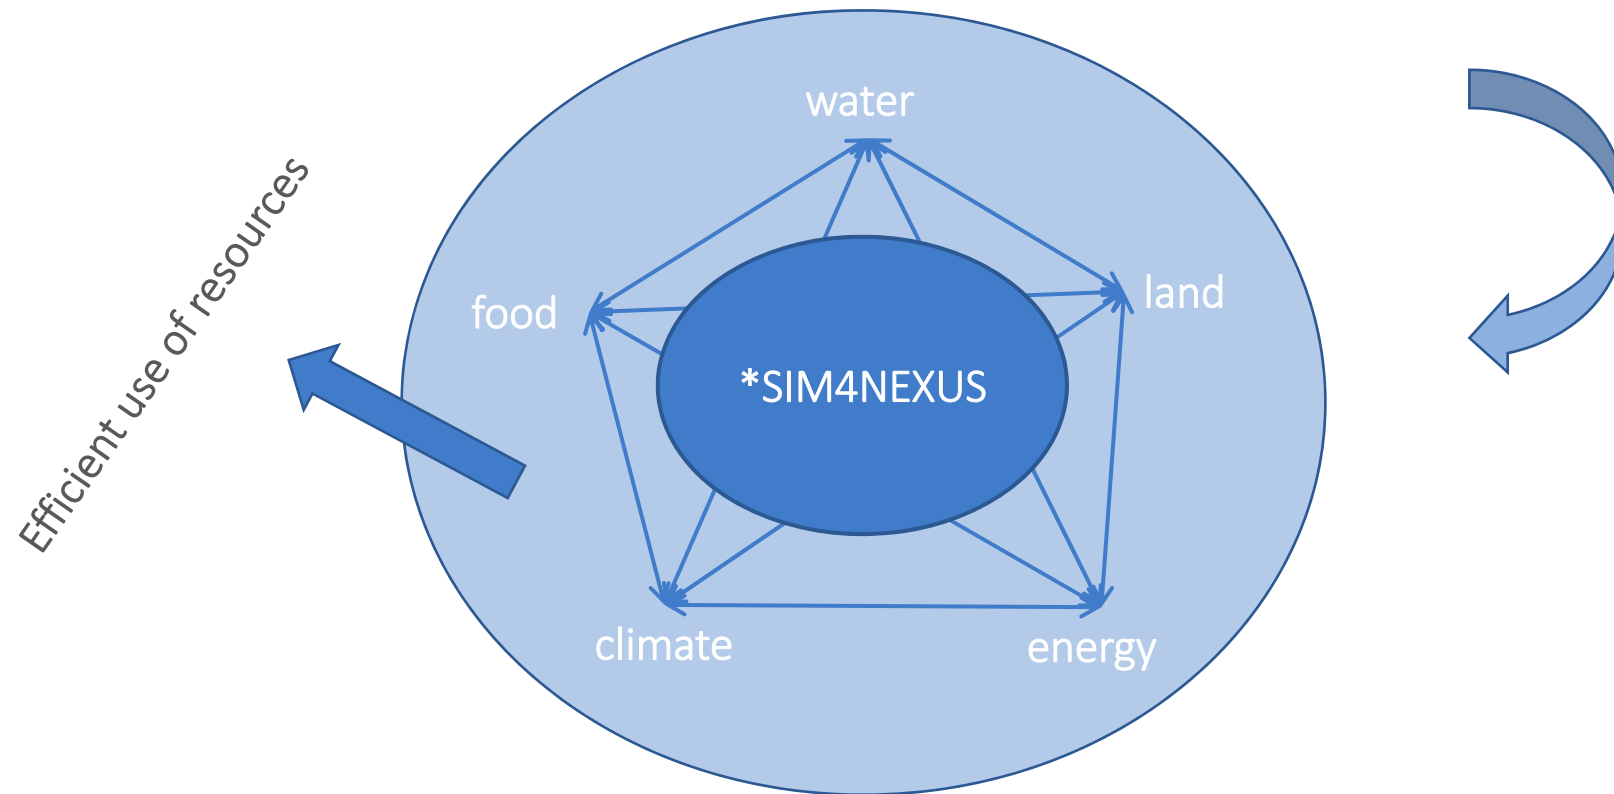 water
Efficient use of resources
food
land
*SIM4NEXUS
climate
energy